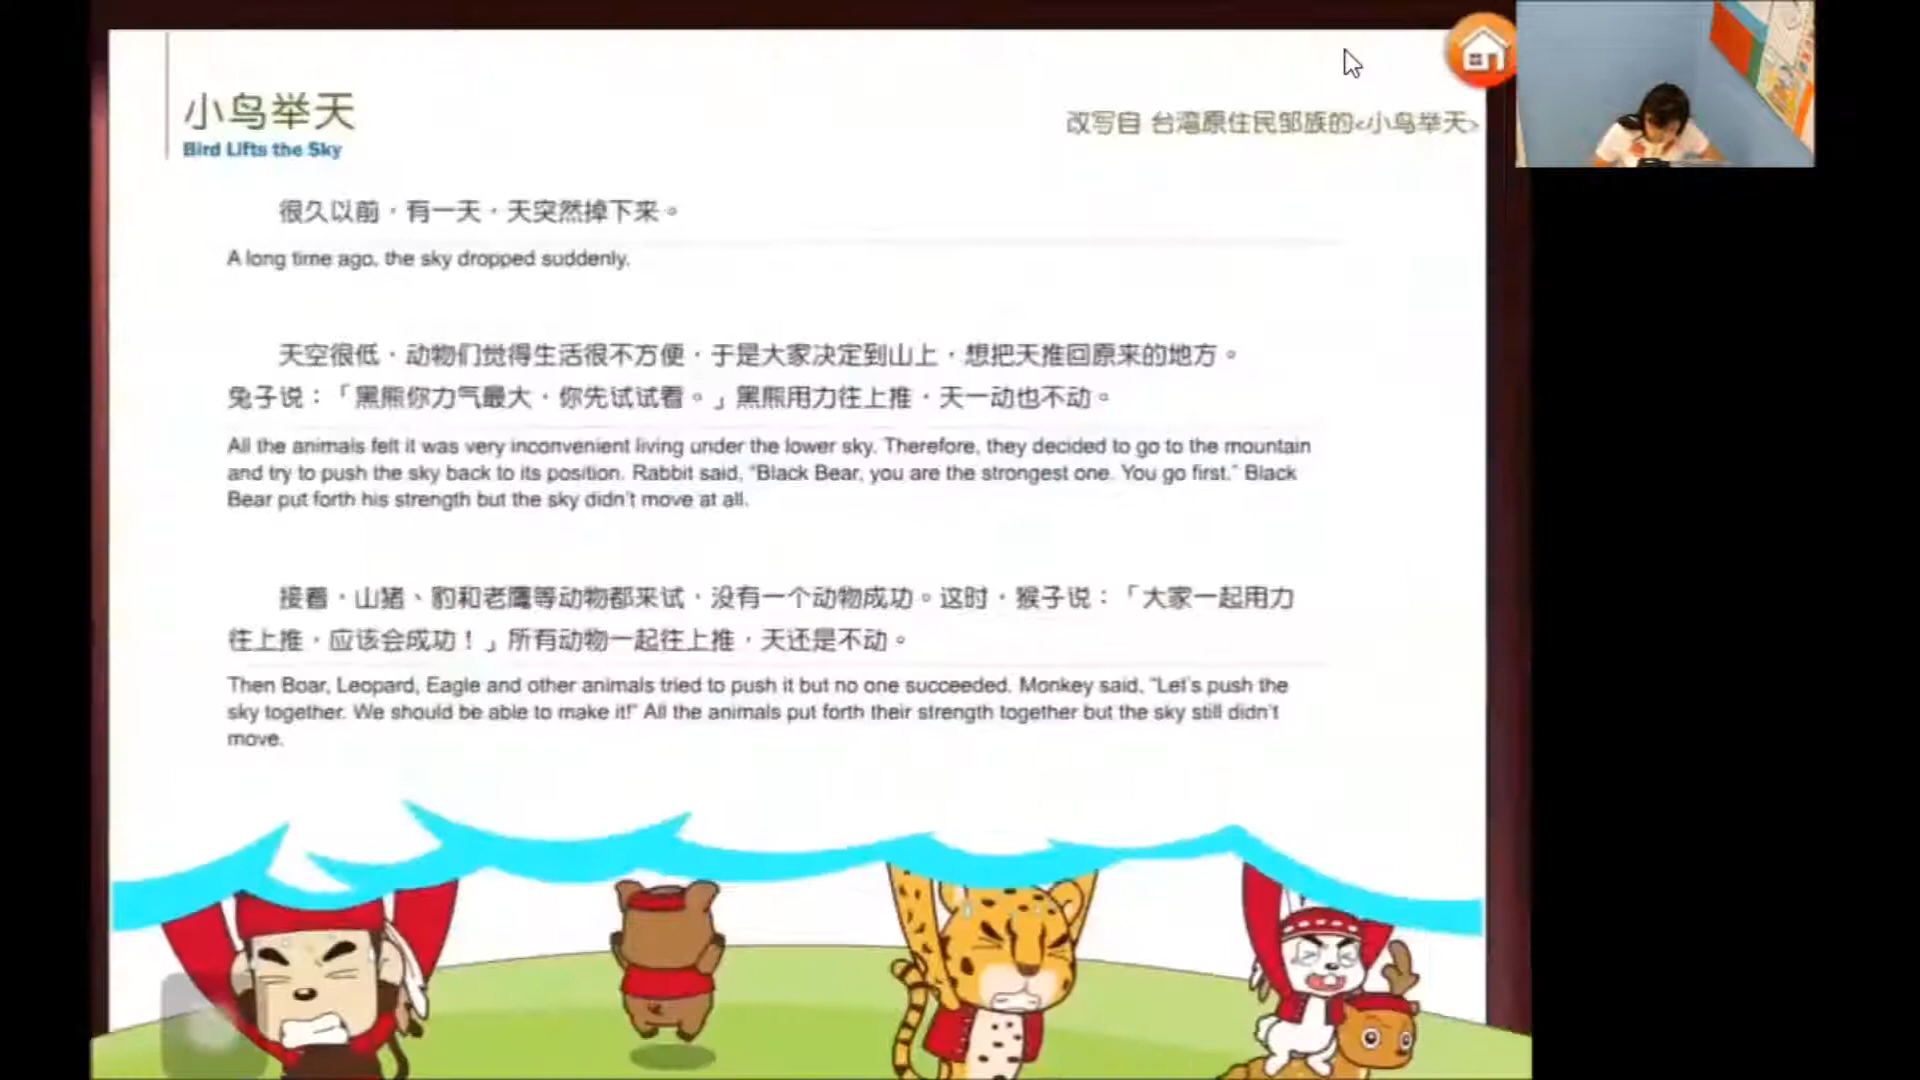 小鸟举天
Bird Lifts the Sky
改写自 台湾原住民邹族的<小鸟举天>
很久以前，有一天，天突然掉下来。
A long time ago, the sky dropped suddenly.
天空很低，动物们觉得生活很不方便，于是大家决定到山上，想把天推回原来的地方。
兔子说：「黑熊你力气最大，你先试试看。」黑熊用力往上推，天一动也不动。
All the animals felt it was very inconvenient living under the lower sky. Therefore, they decided to go to the mountain
and try to push the sky back to its position. Rabbit said, “Black Bear, you are the strongest one. You go first.” Black
Bear put forth his strength but the sky didn’t move at all.
接着，山猪、豹和老鹰等动物都来试，没有一个动物成功。这时，猴子说：「大家一起用力
往上推，应该会成功！」所有动物一起往上推，天还是不动。
Then Boar, Leopard, Eagle and other animals tried to push it but no one succeeded. Monkey said, “Let’s push the
sky together. We should be able to make it!” All the animals put forth their strength together but the sky still didn’t
move.